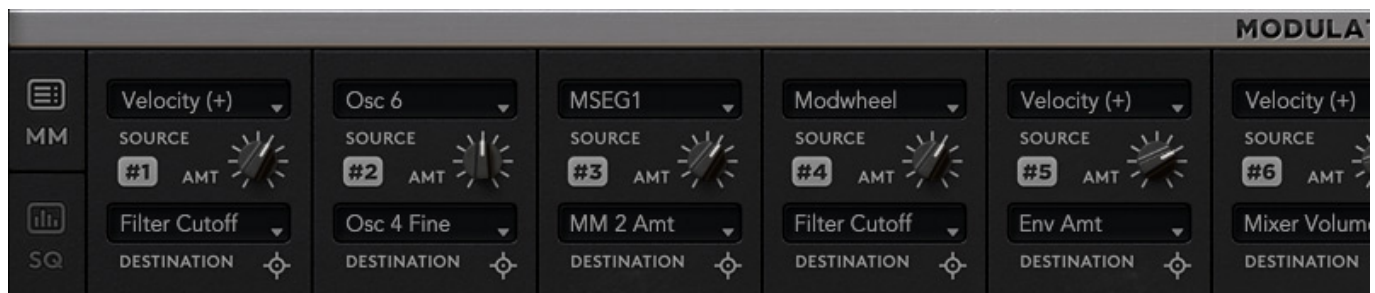 MODULAT
MM
SQ
Velocity (+)
SOURCE
#1 AMT
Filter Cutoff
DESTINATION
Osc 6
SOURCE
#2 AMT
Osc 4 Fine
DESTINATION
MSEG1
SOURCE
#3 AMT
MM 2 Amt
DESTINATION
Modwheel
SOURCE
#4 AMT
Filter Cutoff
DESTINATION
Velocity (+)
SOURCE
#5 AMT
Env Amt
DESTINATION
Velocity (+)
SOURCE
#6 AMT
Mixer Volum
DESTINATION